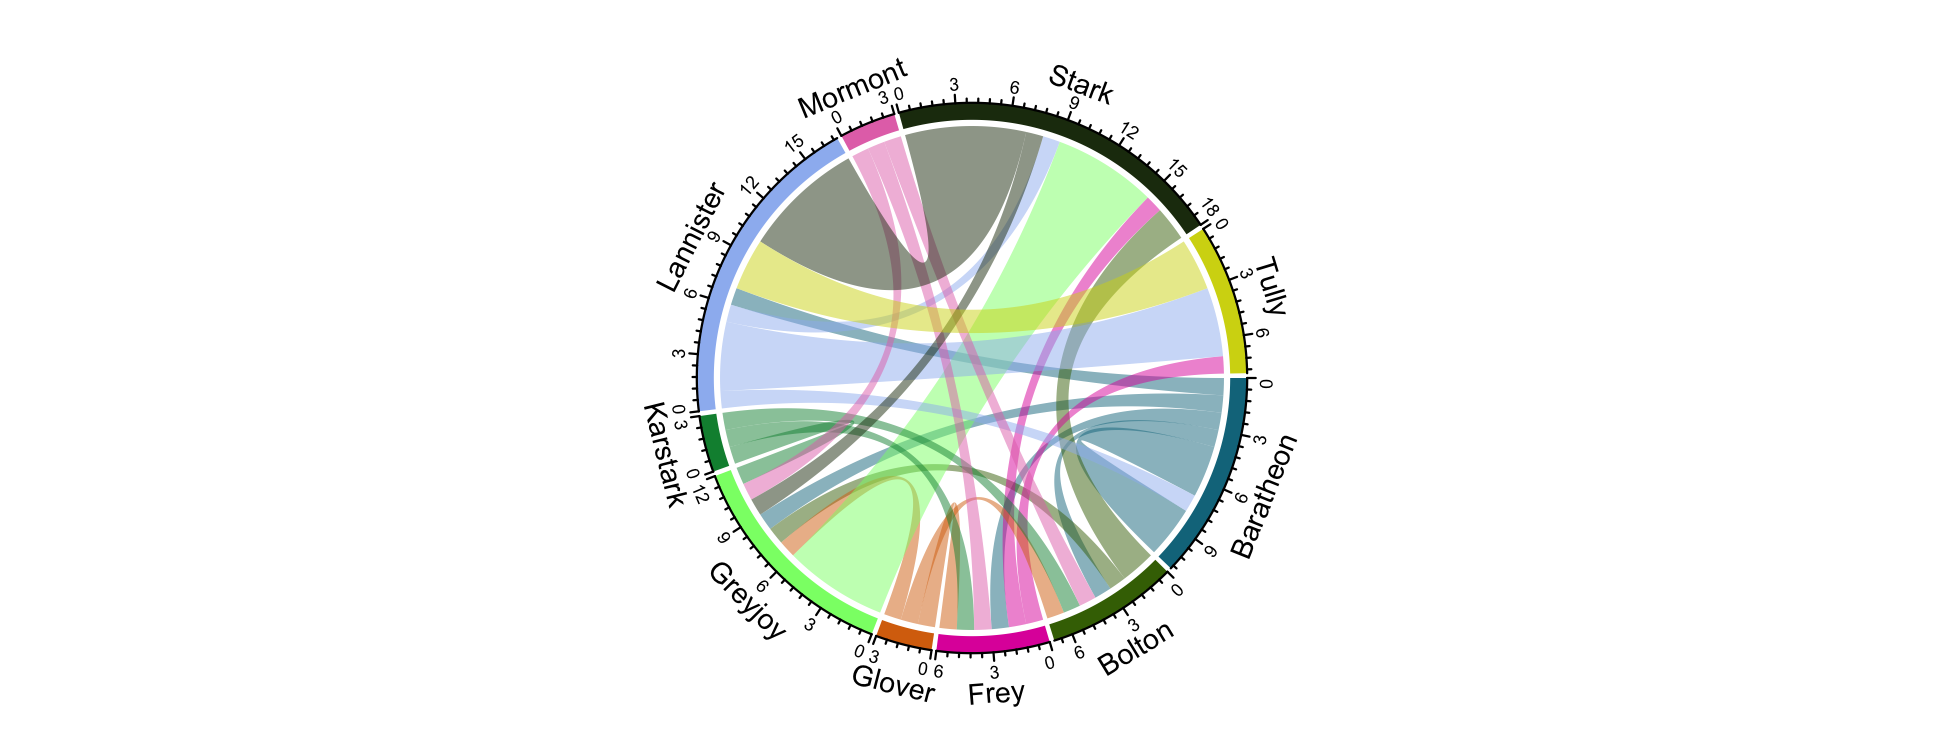 Stark
0 3 6 9 12 15 18
Tully
0 3 6
Baratheon
0 3 6 9
Bolton
0 3 6
Frey
0 3 6
Glover
0 3
Greyjoy
0 3 6 9 12
Karstark
0 3
Lannister
0 3 6 9 12 15
Mormont
0 3